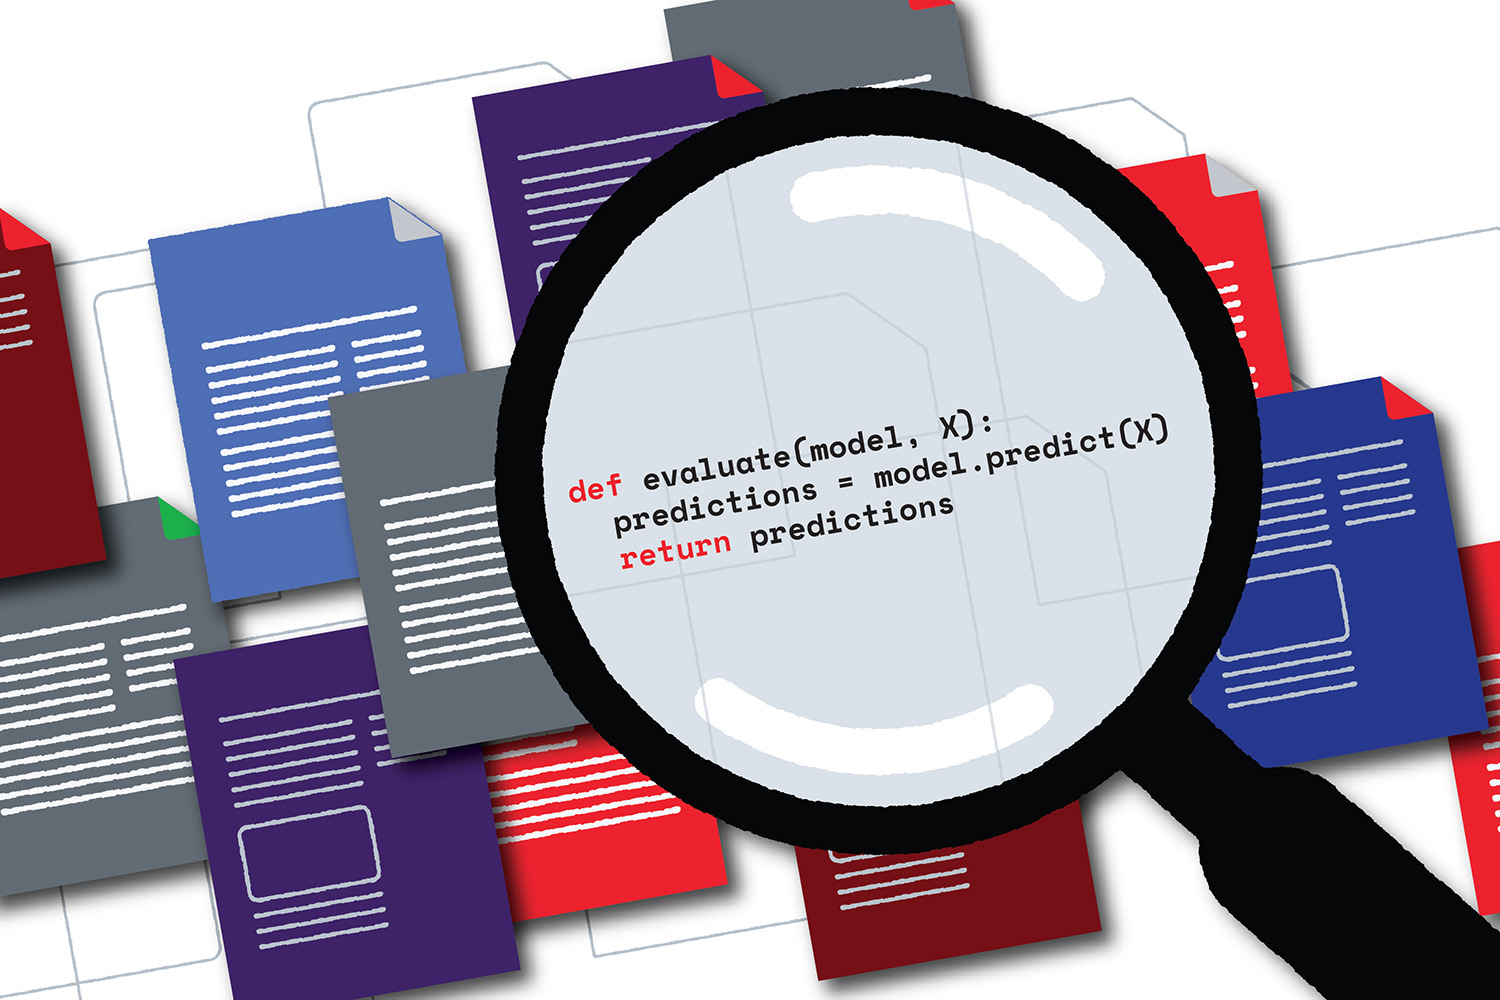 def evaluate(model, X):
predictions = model.predict(X)
return predictions